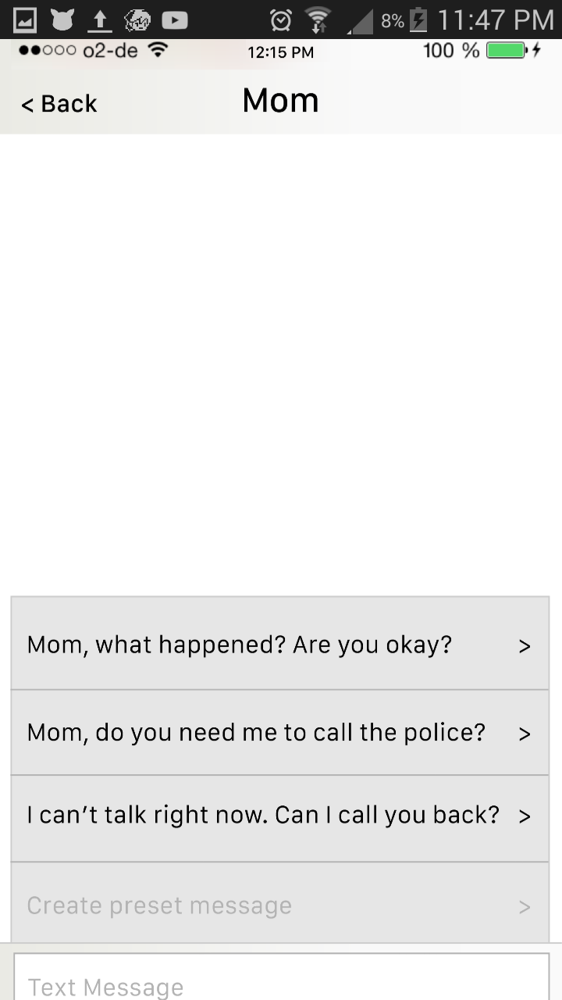 8% 11:47 PM
o2-de 12:15 PM 100 %
< Back Mom
Mom, what happened? Are you okay? >
Mom, do you need me to call the police? >
I can’t talk right now. Can I call you back? >
Create preset message >
Text Message